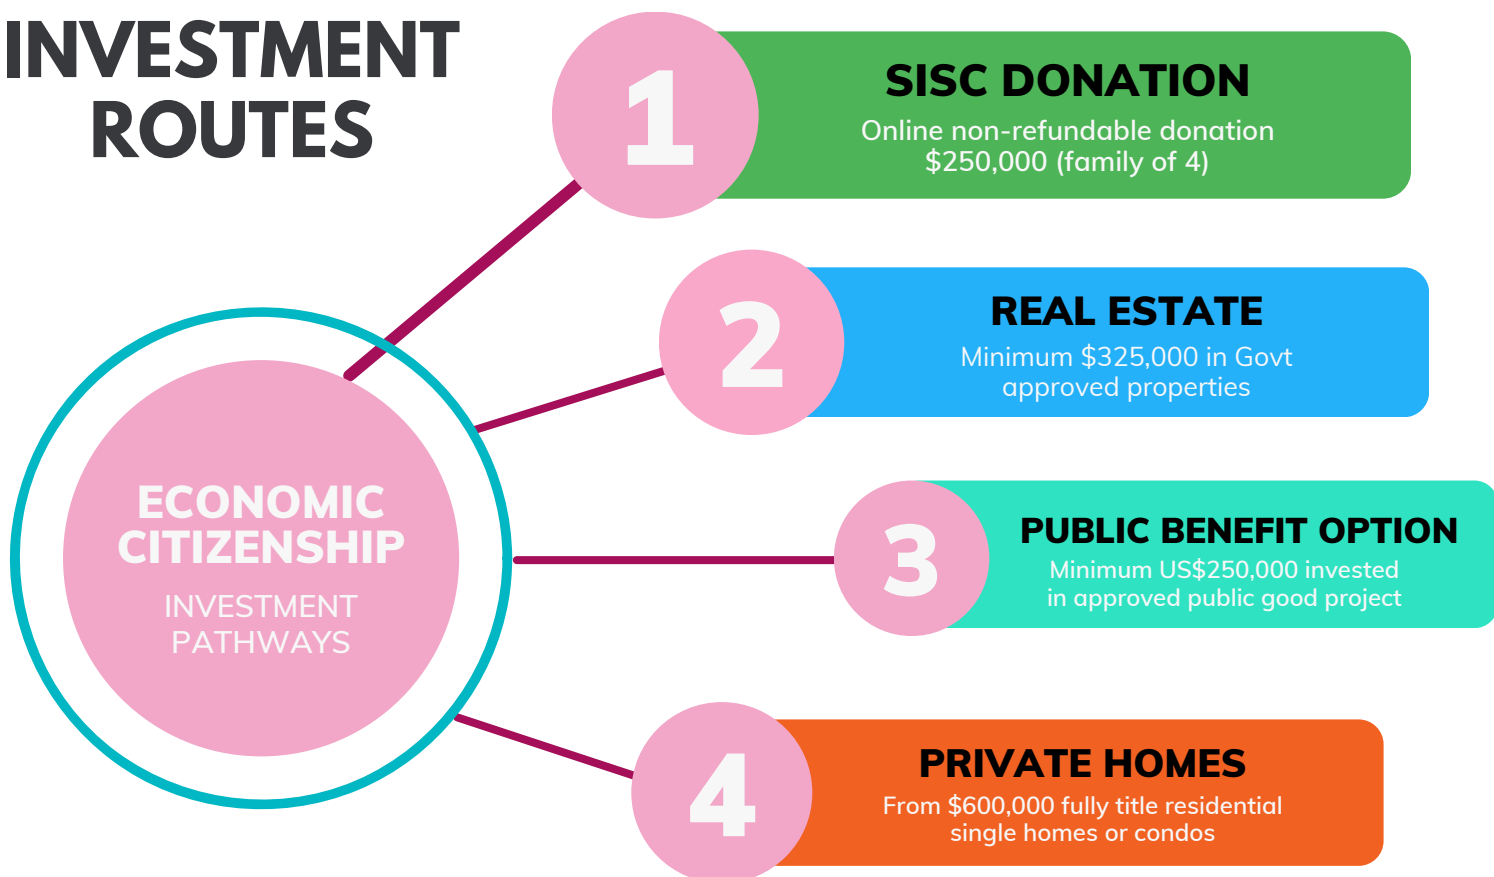 INVESTMENT
ROUTES
1
SISC DONATION
Online non-refundable donation
$250,000 (family of 4)
2
REAL ESTATE
Minimum $325,000 in Govt
approved properties
ECONOMIC
CITIZENSHIP
INVESTMENT
PATHWAYS
3
PUBLIC BENEFIT OPTION
Minimum US$250,000 invested
in approved public good project
4
PRIVATE HOMES
From $600,000 fully title residential
single homes or condos